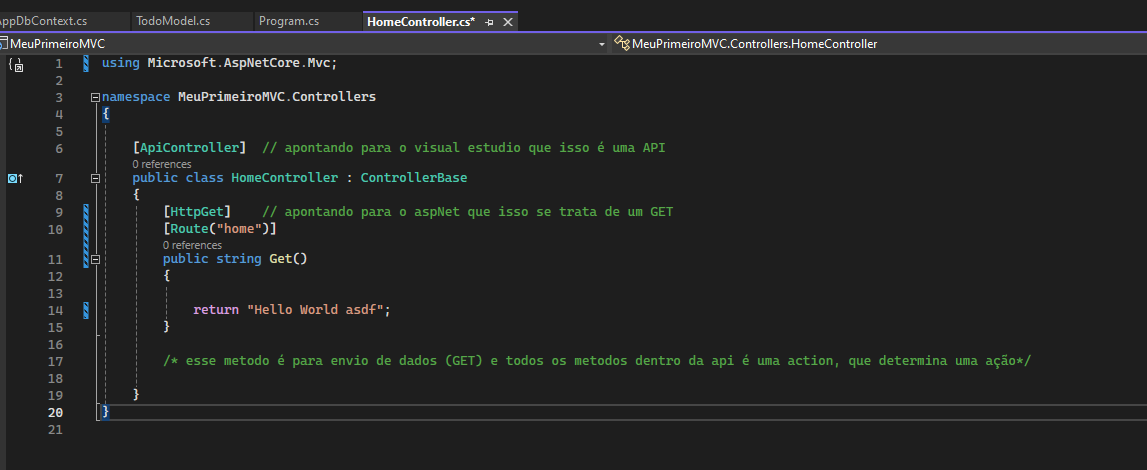 AppDbContext.cs TodoModel.cs Program.cs HomeController.cs*
MeuPrimeiroMVC MeuPrimeiroMVC.Controllers.HomeController
1 using Microsoft.AspNetCore.Mvc;
2
3 namespace MeuPrimeiroMVC.Controllers
4 {
5
6 [ApiController] // apontando para o visual estudio que isso é uma API
0 references
7 public class HomeController : ControllerBase
8 {
9 [HttpGet] // apontando para o aspNet que isso se trata de um GET
10 [Route("home")]
0 references
11 public string Get()
12 {
13
14 return "Hello World asdf";
15 }
16
17 /* esse metodo é para envio de dados (GET) e todos os metodos dentro da api é uma action, que determina uma ação*/
18
19 }
20 }
21